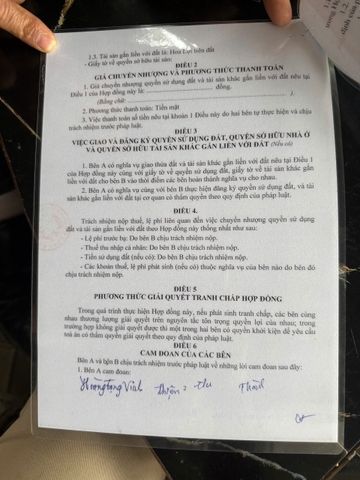 1.3. Tài sản gắn liền với đất là: Hoa Lợi trên đất
- Giấy tờ về quyền sở hữu tài sản:
ĐIỀU 2
GIÁ CHUYỂN NHƯỢNG VÀ PHƯƠNG THỨC THANH TOÁN
1. Giá chuyển nhượng quyền sử dụng đất và tài sản khác gắn liền với đất nêu tại
Điều 1 của Hợp đồng này là: ................................ đồng.
(Bằng chữ: ................................).
2. Phương thức thanh toán: Tiền mặt
3. Việc thanh toán số tiền nêu tại khoản 1 Điều này do hai bên tự thực hiện và chịu
trách nhiệm trước pháp luật.
ĐIỀU 3
VIỆC GIAO VÀ ĐĂNG KÝ QUYỀN SỬ DỤNG ĐẤT, QUYỀN SỞ HỮU NHÀ Ở
VÀ QUYỀN SỞ HỮU TÀI SẢN KHÁC GẮN LIỀN VỚI ĐẤT (Nếu có)
1. Bên A có nghĩa vụ giao thửa đất và tài sản khác gắn liền với đất nêu tại Điều 1
của Hợp đồng này cùng với giấy tờ về quyền sử dụng đất, giấy tờ về tài sản gắn
liền với đất cho bên B vào thời điểm các bên hoàn thành nghĩa vụ cho nhau.
2. Bên A có nghĩa vụ cùng với bên B thực hiện đăng ký quyền sử dụng đất, và tài
sản khác gắn liền với đất tại cơ quan có thẩm quyền theo quy định của pháp luật.
ĐIỀU 4.
Trách nhiệm nộp thuế, lệ phí liên quan đến việc chuyển nhượng quyền sử dụng
đất và tài sản gắn liền với đất theo Hợp đồng này thống nhất như sau:
- Lệ phí trước bạ: Do bên B chịu trách nhiệm nộp.
- Thuế thu nhập cá nhân: Do bên B chịu trách nhiệm nộp.
- Tiền sử dụng đất (nếu có): Do bên B chịu trách nhiệm nộp.
- Các khoản thuế, lệ phí phát sinh (nếu có) thuộc nghĩa vụ của bên nào do bên đó
chịu trách nhiệm nộp.
ĐIỀU 5
PHƯƠNG THỨC GIẢI QUYẾT TRANH CHẤP HỢP ĐỒNG
Trong quá trình thực hiện Hợp đồng này, nếu phát sinh tranh chấp, các bên cùng
nhau thương lượng giải quyết trên nguyên tắc tôn trọng quyền lợi của nhau; trong
trường hợp không giải quyết được thì một trong hai bên có quyền khởi kiện để yêu cầu
toà án có thẩm quyền giải quyết theo quy định của pháp luật.
ĐIỀU 6
CAM ĐOAN CỦA CÁC BÊN
Bên A và bên B chịu trách nhiệm trước pháp luật về những lời cam đoan sau đây:
1. Bên A cam đoan: